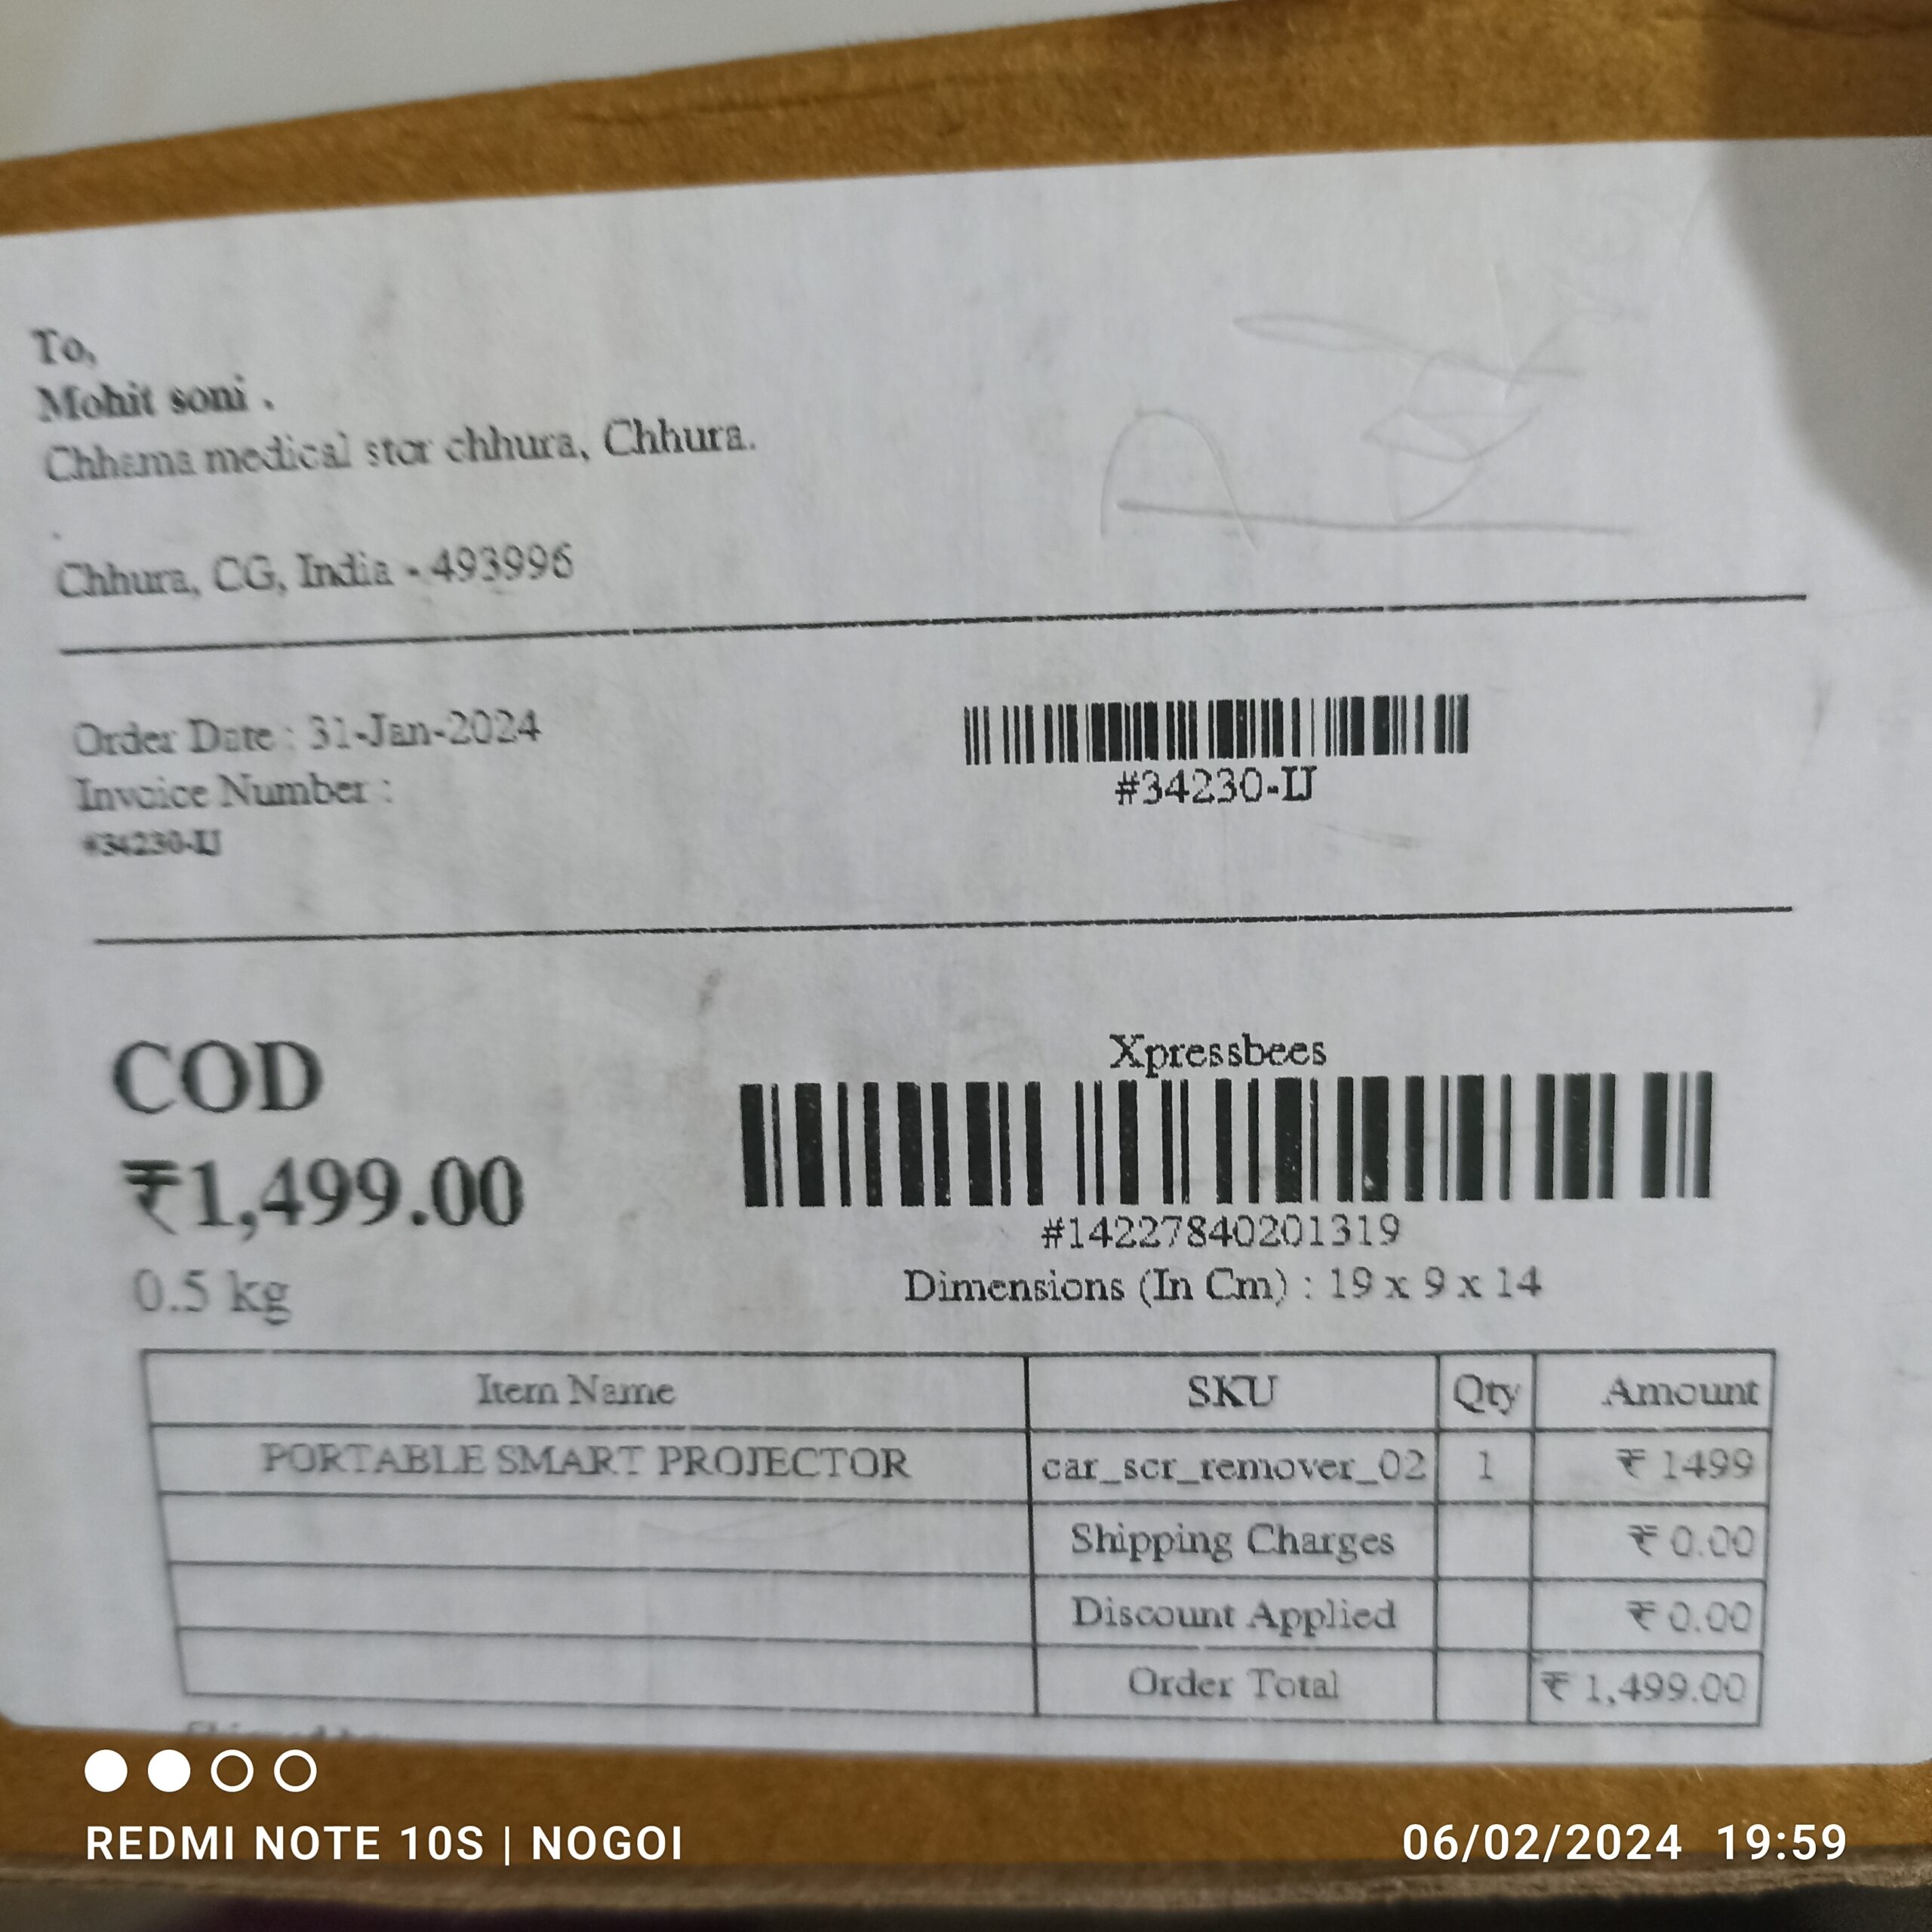 To,
Mohit soni .
Chhama medical stor chhura, Chhura.
.
Chhura, CG, India - 493996
Order Date : 31-Jan-2024
Invoice Number :
#34230-IJ
#34230-IJ
COD
₹1,499.00
0.5 kg
Xpressbees
#14227840201319
Dimensions (In Cm) : 19 x 9 x 14
Item Name SKU Qty Amount
PORTABLE SMART PROJECTOR car_scr_remover_02 1 ₹ 1499
Shipping Charges ₹ 0.00
Discount Applied ₹ 0.00
Order Total ₹ 1,499.00
REDMI NOTE 10S | NOGOI
06/02/2024 19:59